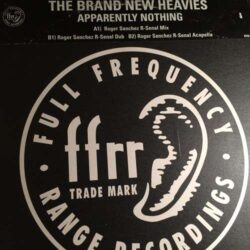 THE BRAND NEW HEAVIES
APPARENTLY NOTHING
A1) Roger Sanchez R-Senal Mix
B1) Roger Sanchez R-Senal Dub B2) Roger Sanchez R-Senal Acapella
FULL FREQUENCY
ffrr
TRADE MARK
RANGE RECORDINGS